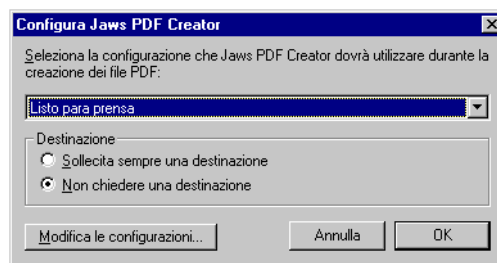 Configura Jaws PDF Creator
Seleziona la configurazione che Jaws PDF Creator dovrà utilizzare durante la
creazione dei file PDF:
Listo para prensa
Destinazione
Sollecita sempre una destinazione
Non chiedere una destinazione
Modifica le configurazioni... Annulla OK